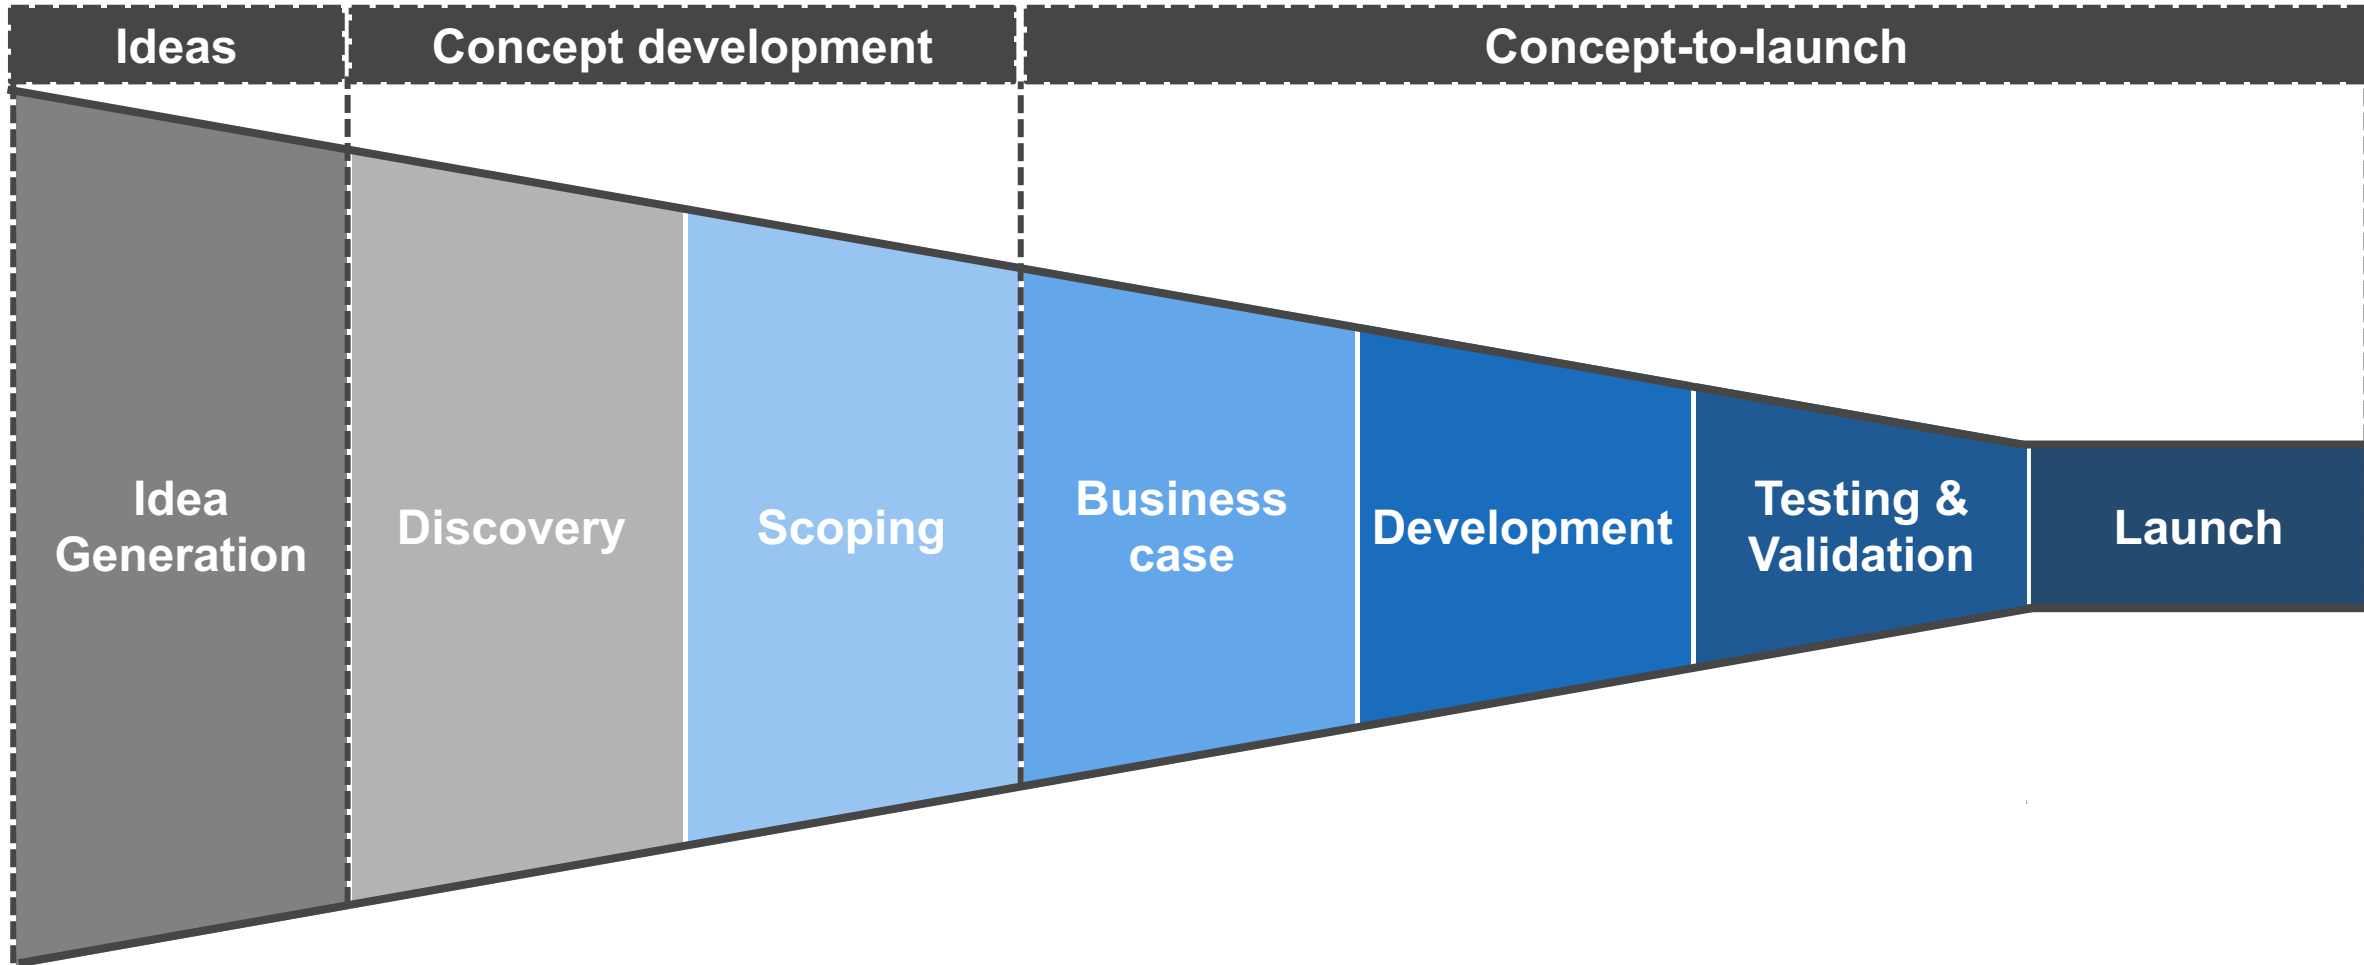 Ideas
Concept development
Concept-to-launch
Idea
Generation
Discovery
Scoping
Business
case
Development
Testing &
Validation
Launch